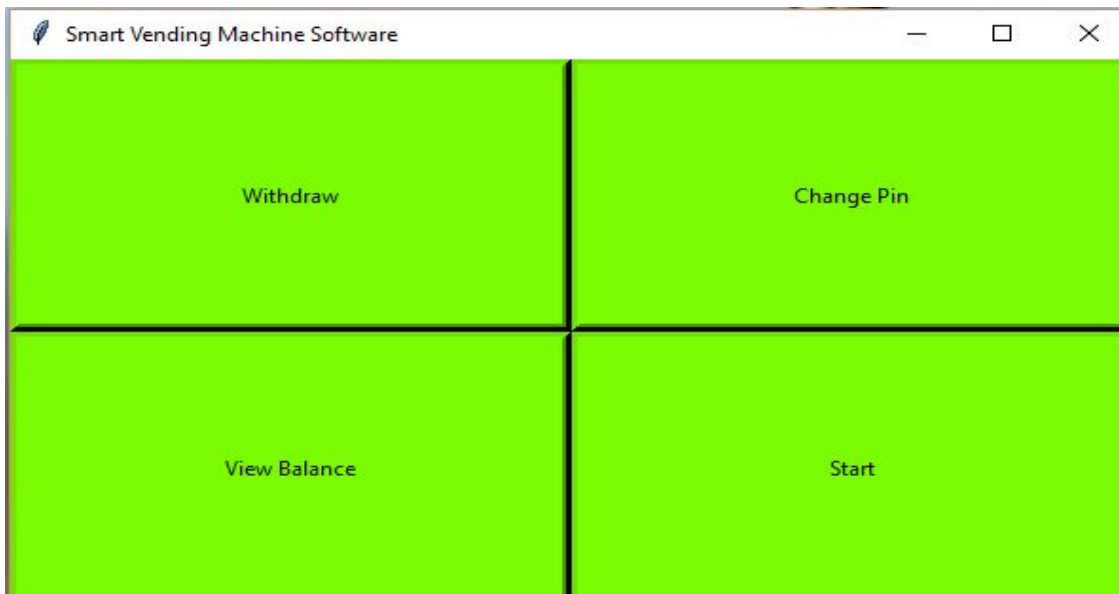 Smart Vending Machine Software
Withdraw
Change Pin
View Balance
Start